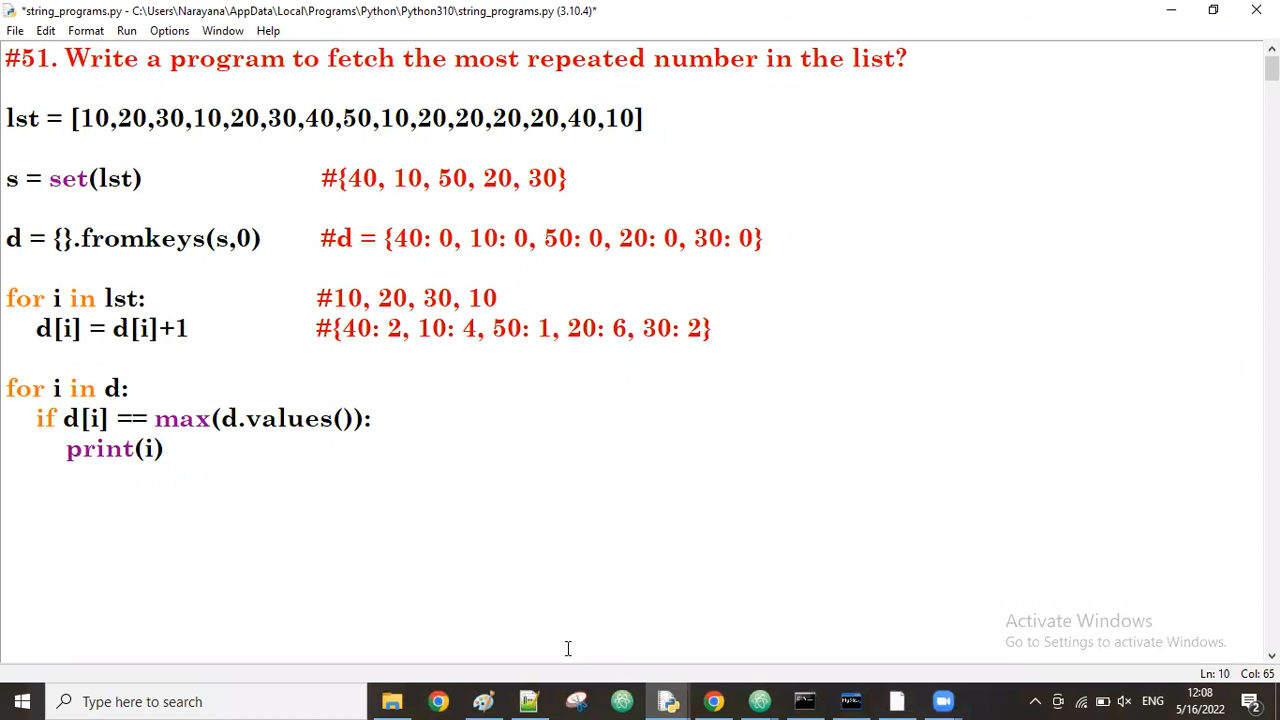 *string_programs.py - C:\Users\Narayana\AppData\Local\Programs\Python\Python310\string_programs.py (3.10.4)*
File Edit Format Run Options Window Help
#51. Write a program to fetch the most repeated number in the list?
lst = [10,20,30,10,20,30,40,50,10,20,20,20,20,40,10]
s = set(lst) #{40, 10, 50, 20, 30}
d = {}.fromkeys(s,0) #d = {40: 0, 10: 0, 50: 0, 20: 0, 30: 0}
for i in lst: #10, 20, 30, 10
d[i] = d[i]+1 #{40: 2, 10: 4, 50: 1, 20: 6, 30: 2}
for i in d:
if d[i] == max(d.values()):
print(i)
Activate Windows
Go to Settings to activate Windows.
Ln: 10 Col: 65
Type here to search
ENG
12:08
5/16/2022
2